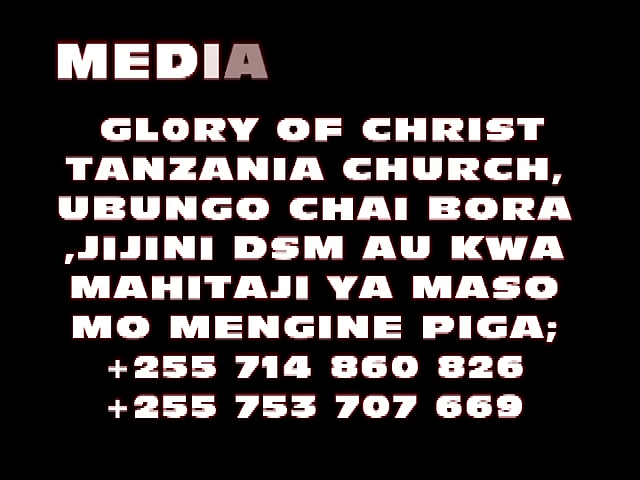 MEDIA
GLORY OF CHRIST
TANZANIA CHURCH,
UBUNGO CHAI BORA
,JIJINI DSM AU KWA
MAHITAJI YA MASO
MO MENGINE PIGA;
+255 714 860 826
+255 753 707 669